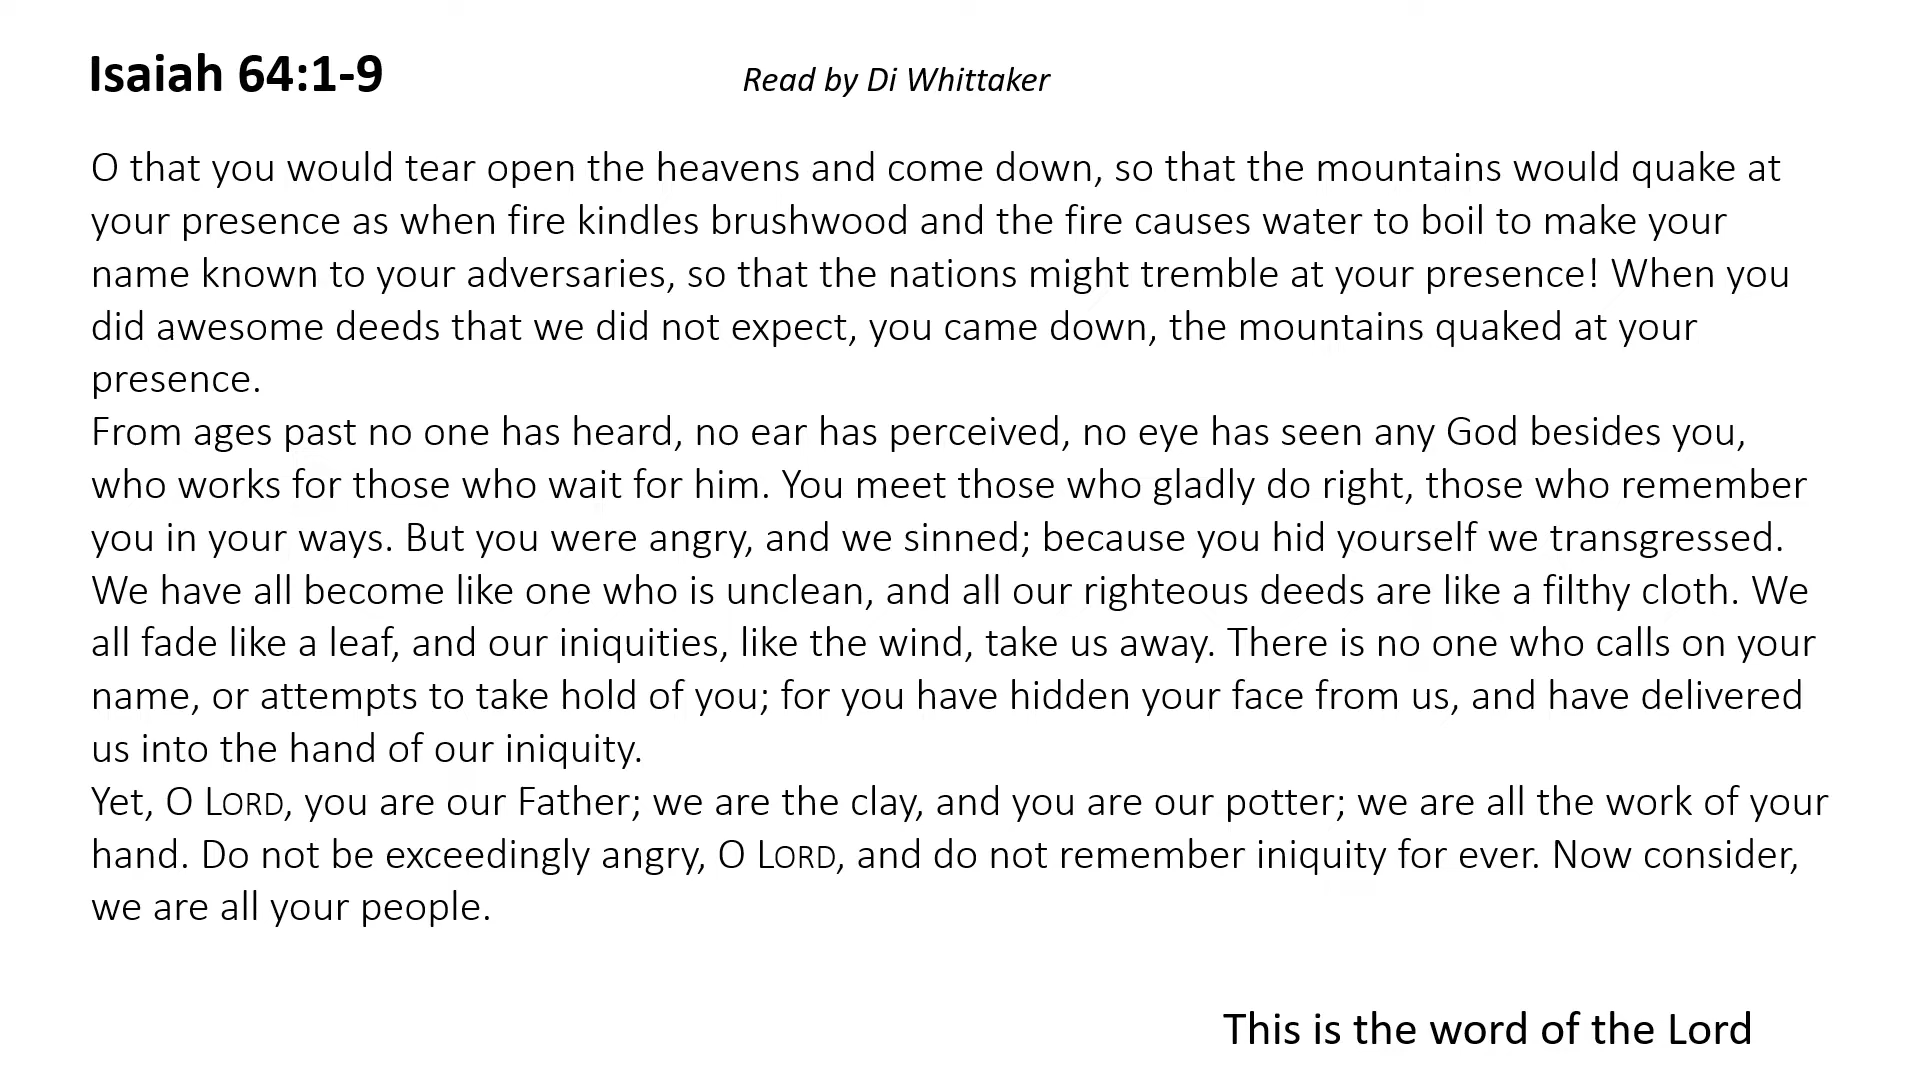 Isaiah 64:1-9 Read by Di Whittaker
O that you would tear open the heavens and come down, so that the mountains would quake at
your presence as when fire kindles brushwood and the fire causes water to boil to make your
name known to your adversaries, so that the nations might tremble at your presence! When you
did awesome deeds that we did not expect, you came down, the mountains quaked at your
presence.
From ages past no one has heard, no ear has perceived, no eye has seen any God besides you,
who works for those who wait for him. You meet those who gladly do right, those who remember
you in your ways. But you were angry, and we sinned; because you hid yourself we transgressed.
We have all become like one who is unclean, and all our righteous deeds are like a filthy cloth. We
all fade like a leaf, and our iniquities, like the wind, take us away. There is no one who calls on your
name, or attempts to take hold of you; for you have hidden your face from us, and have delivered
us into the hand of our iniquity.
Yet, O LORD, you are our Father; we are the clay, and you are our potter; we are all the work of your
hand. Do not be exceedingly angry, O LORD, and do not remember iniquity for ever. Now consider,
we are all your people.
This is the word of the Lord